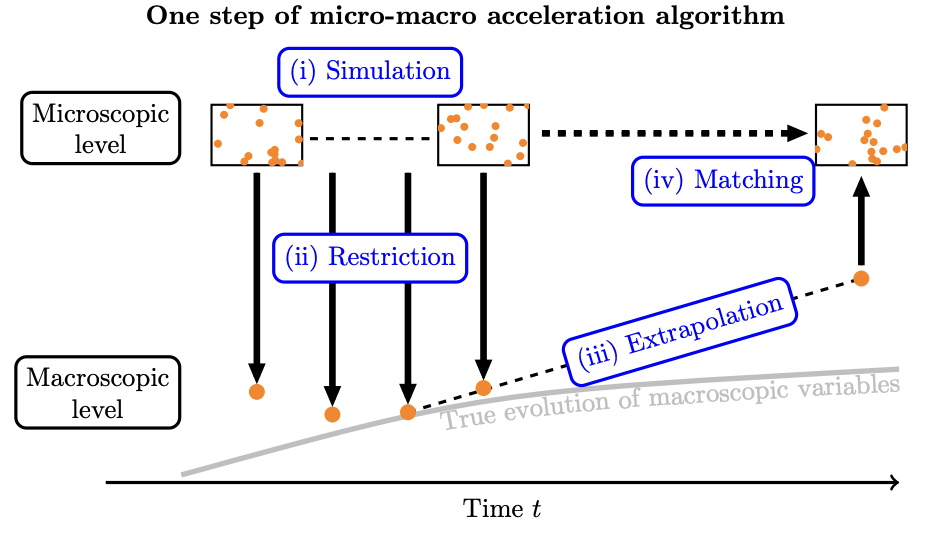 One step of micro-macro acceleration algorithm
(i) Simulation
Microscopic
level
(iv) Matching
(ii) Restriction
(iii) Extrapolation
Macroscopic
level
True evolution of macroscopic variables
Time t